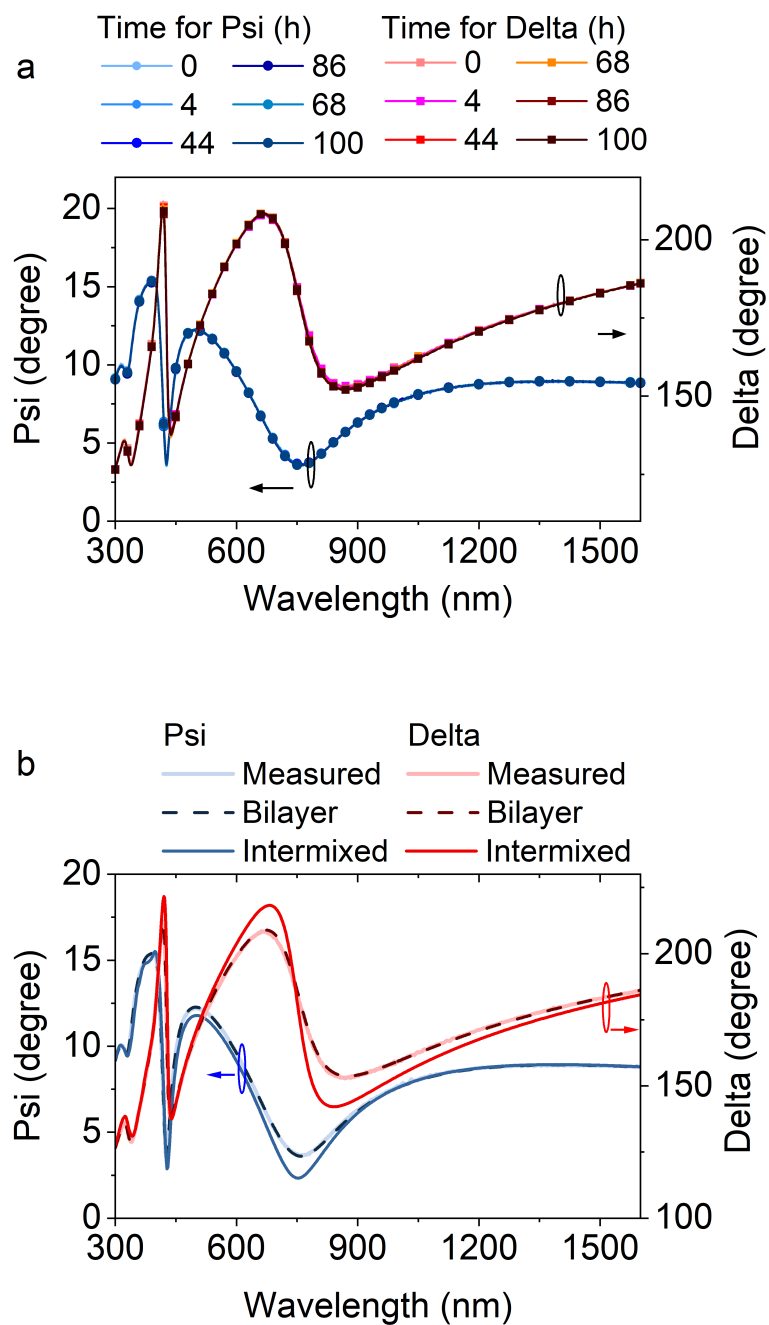 Time for Psi (h) Time for Delta (h)
a
0 86 0 68
4 68 4 86
44 100 44 100
20
15
10
5
0
Psi (degree)
200
150
Delta (degree)
300 600 900 1200 1500
Wavelength (nm)
b
Psi Delta
Measured Measured
Bilayer Bilayer
Intermixed Intermixed
20
15
10
5
0
Psi (degree)
200
150
100
Delta (degree)
300 600 900 1200 1500
Wavelength (nm)